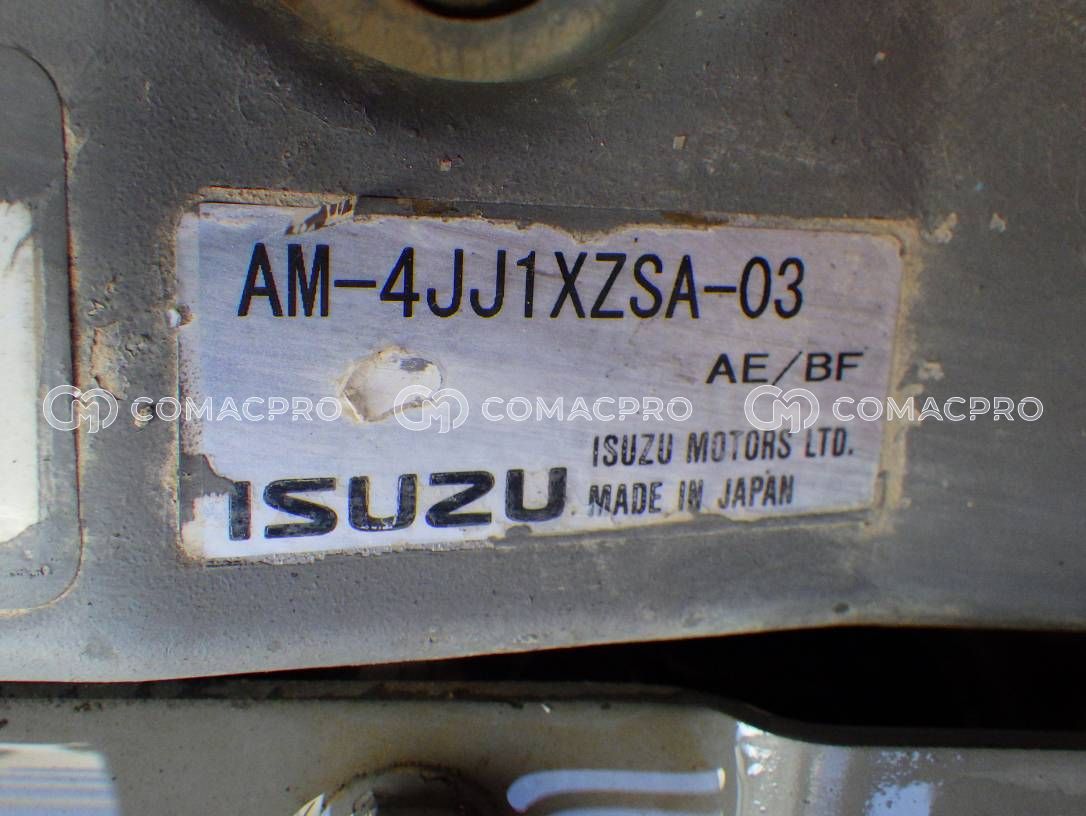 AM-4JJ1XZSA-03
AE/BF
COMACPRO COMACPRO COMACPRO
ISUZU MOTORS LTD.
ISUZU MADE IN JAPAN